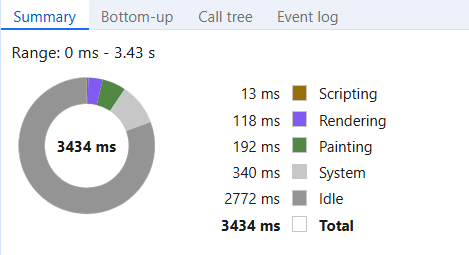 Summary Bottom-up Call tree Event log
Range: 0 ms - 3.43 s
3434 ms
13 ms Scripting
118 ms Rendering
192 ms Painting
340 ms System
2772 ms Idle
3434 ms Total